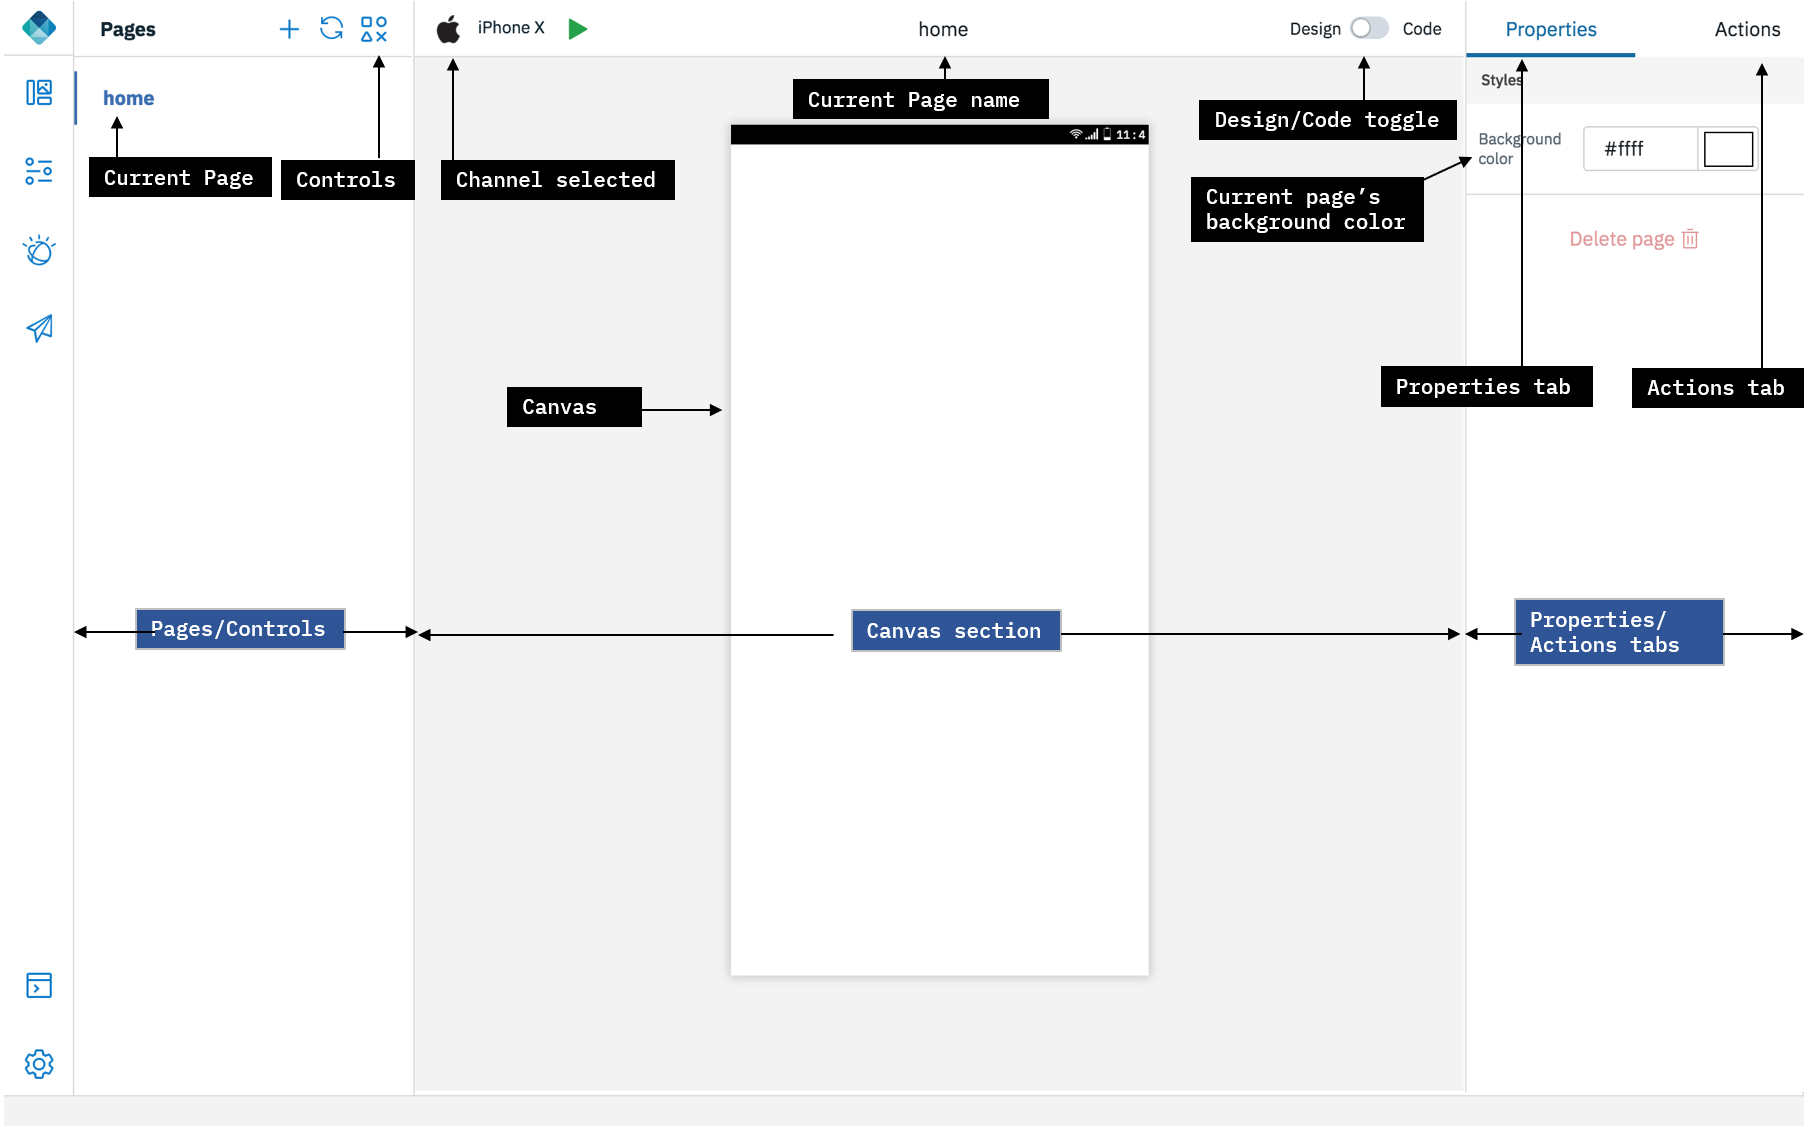 Pages
iPhone X
home
Design
Code
Properties
Actions
home
Current Page name
Styles
Design/Code toggle
11:4
Background
color
#ffff
Current Page
Controls
Channel selected
Current page’s
background color
Delete page
Properties tab
Actions tab
Canvas
Pages/Controls
Canvas section
Properties/
Actions tabs